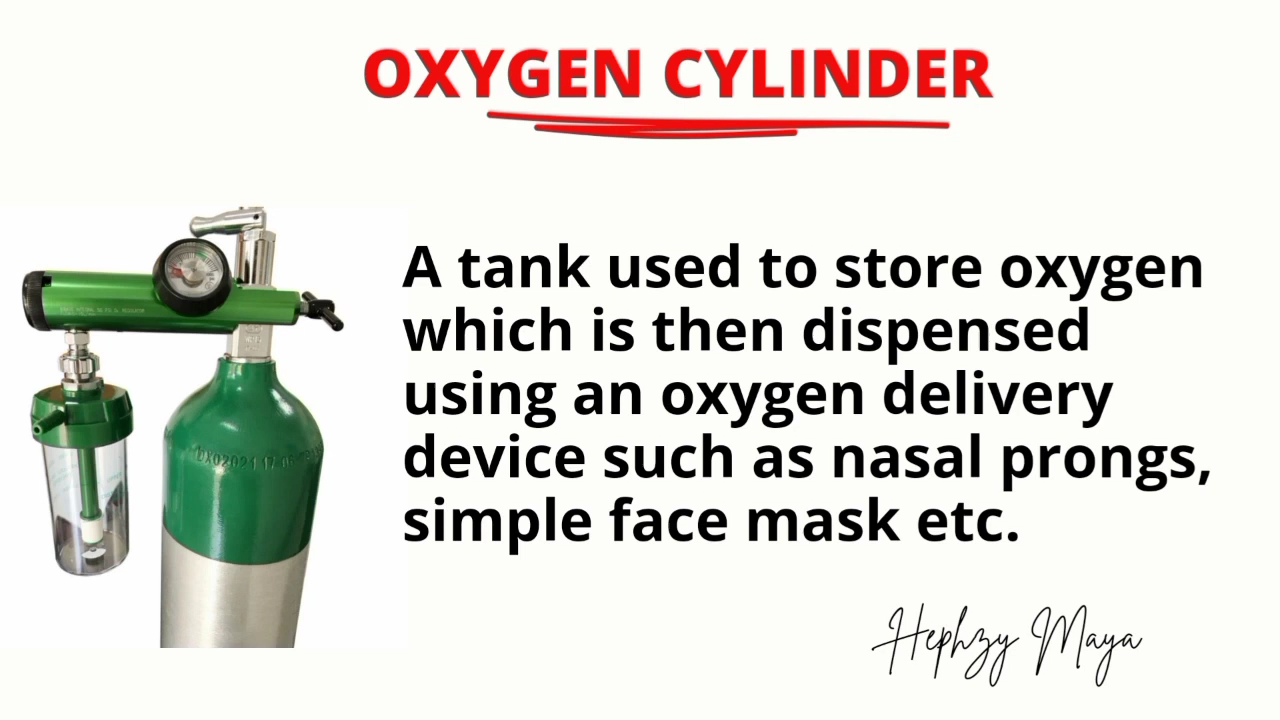 OXYGEN CYLINDER
A tank used to store oxygen
which is then dispensed
using an oxygen delivery
device such as nasal prongs,
simple face mask etc.
Hephzy Maya